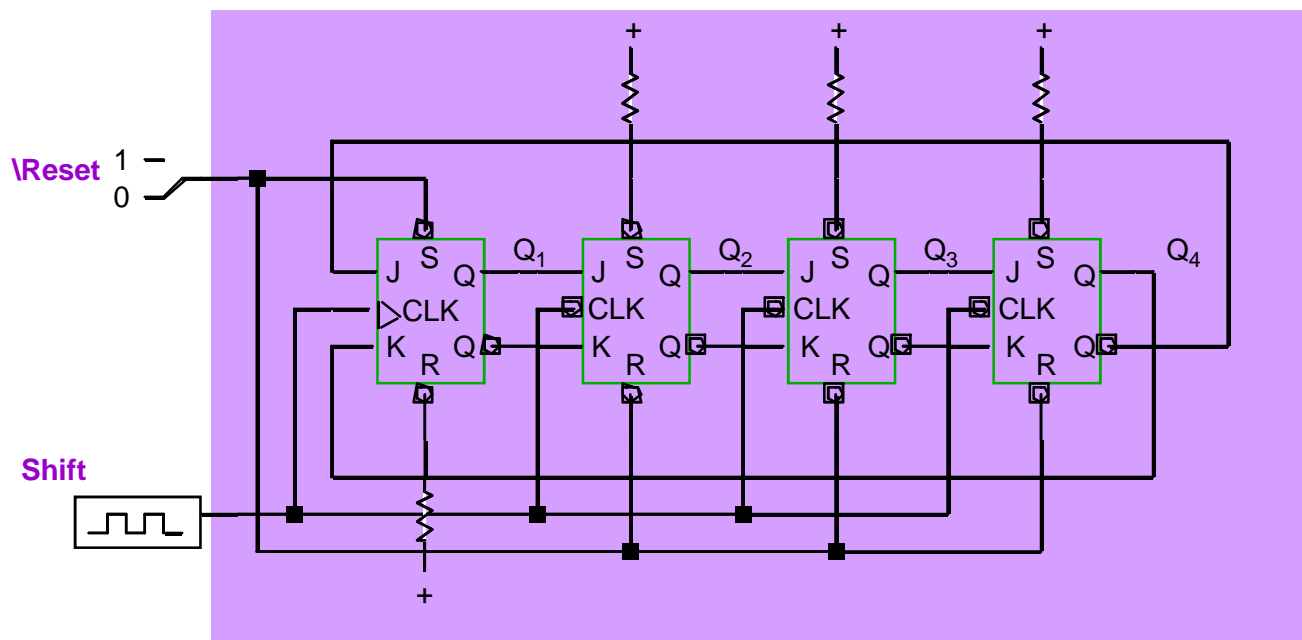 + + +
\Reset 1
0
S Q₁ S Q₂ S Q₃ S Q₄
J Q J Q J Q J Q
CLK CLK CLK CLK
K Q K Q K Q K Q
R R R R
Shift
+